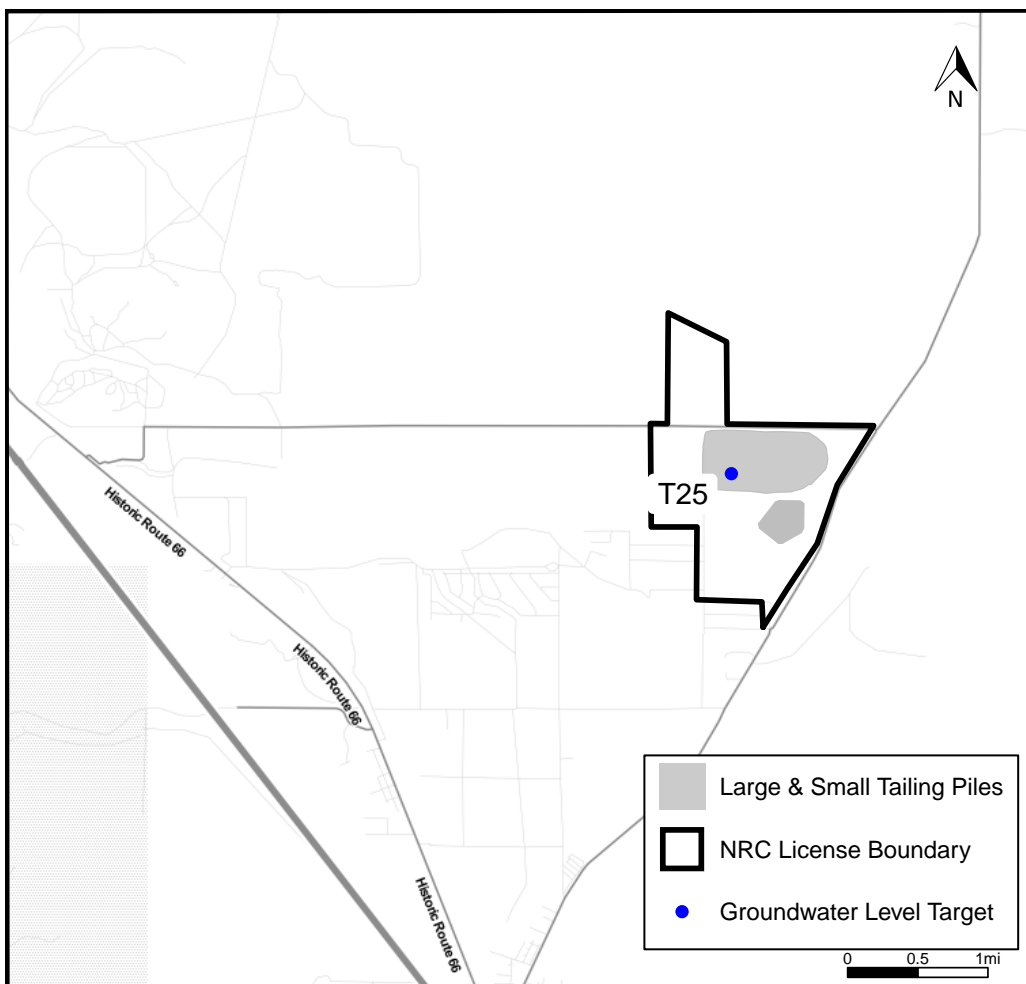 N
T25
Historic Route 66
Historic Route 66
Historic Route 66
Large & Small Tailing Piles
NRC License Boundary
Groundwater Level Target
0 0.5 1mi